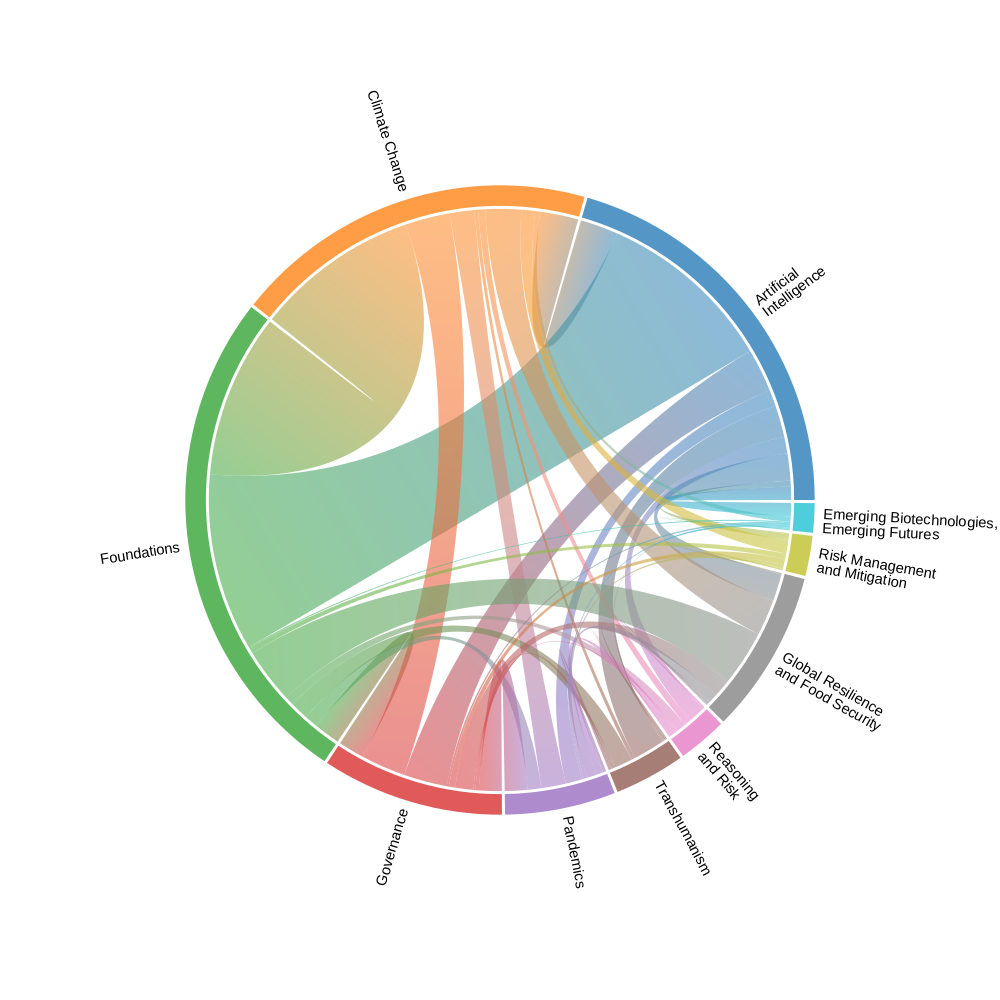 Climate Change
Artificial
Intelligence
Emerging Biotechnologies,
Emerging Futures
Risk Management
and Mitigation
Global Resilience
and Food Security
Reasoning
and Risk
Transhumanism
Pandemics
Governance
Foundations